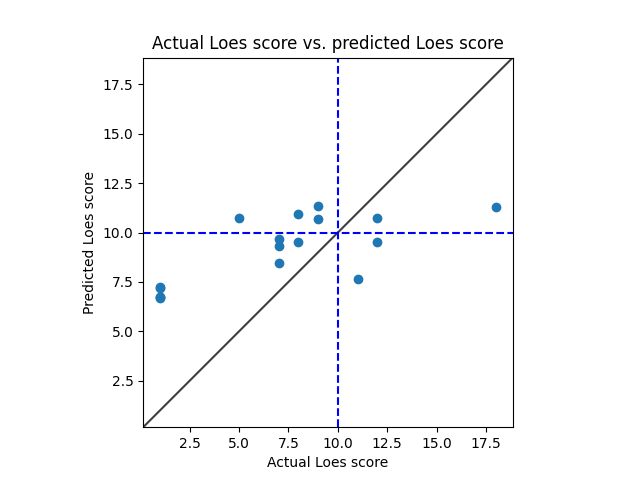 Actual Loes score vs. predicted Loes score
17.5
15.0
12.5
10.0
7.5
5.0
2.5
Predicted Loes score
2.5 5.0 7.5 10.0 12.5 15.0 17.5
Actual Loes score